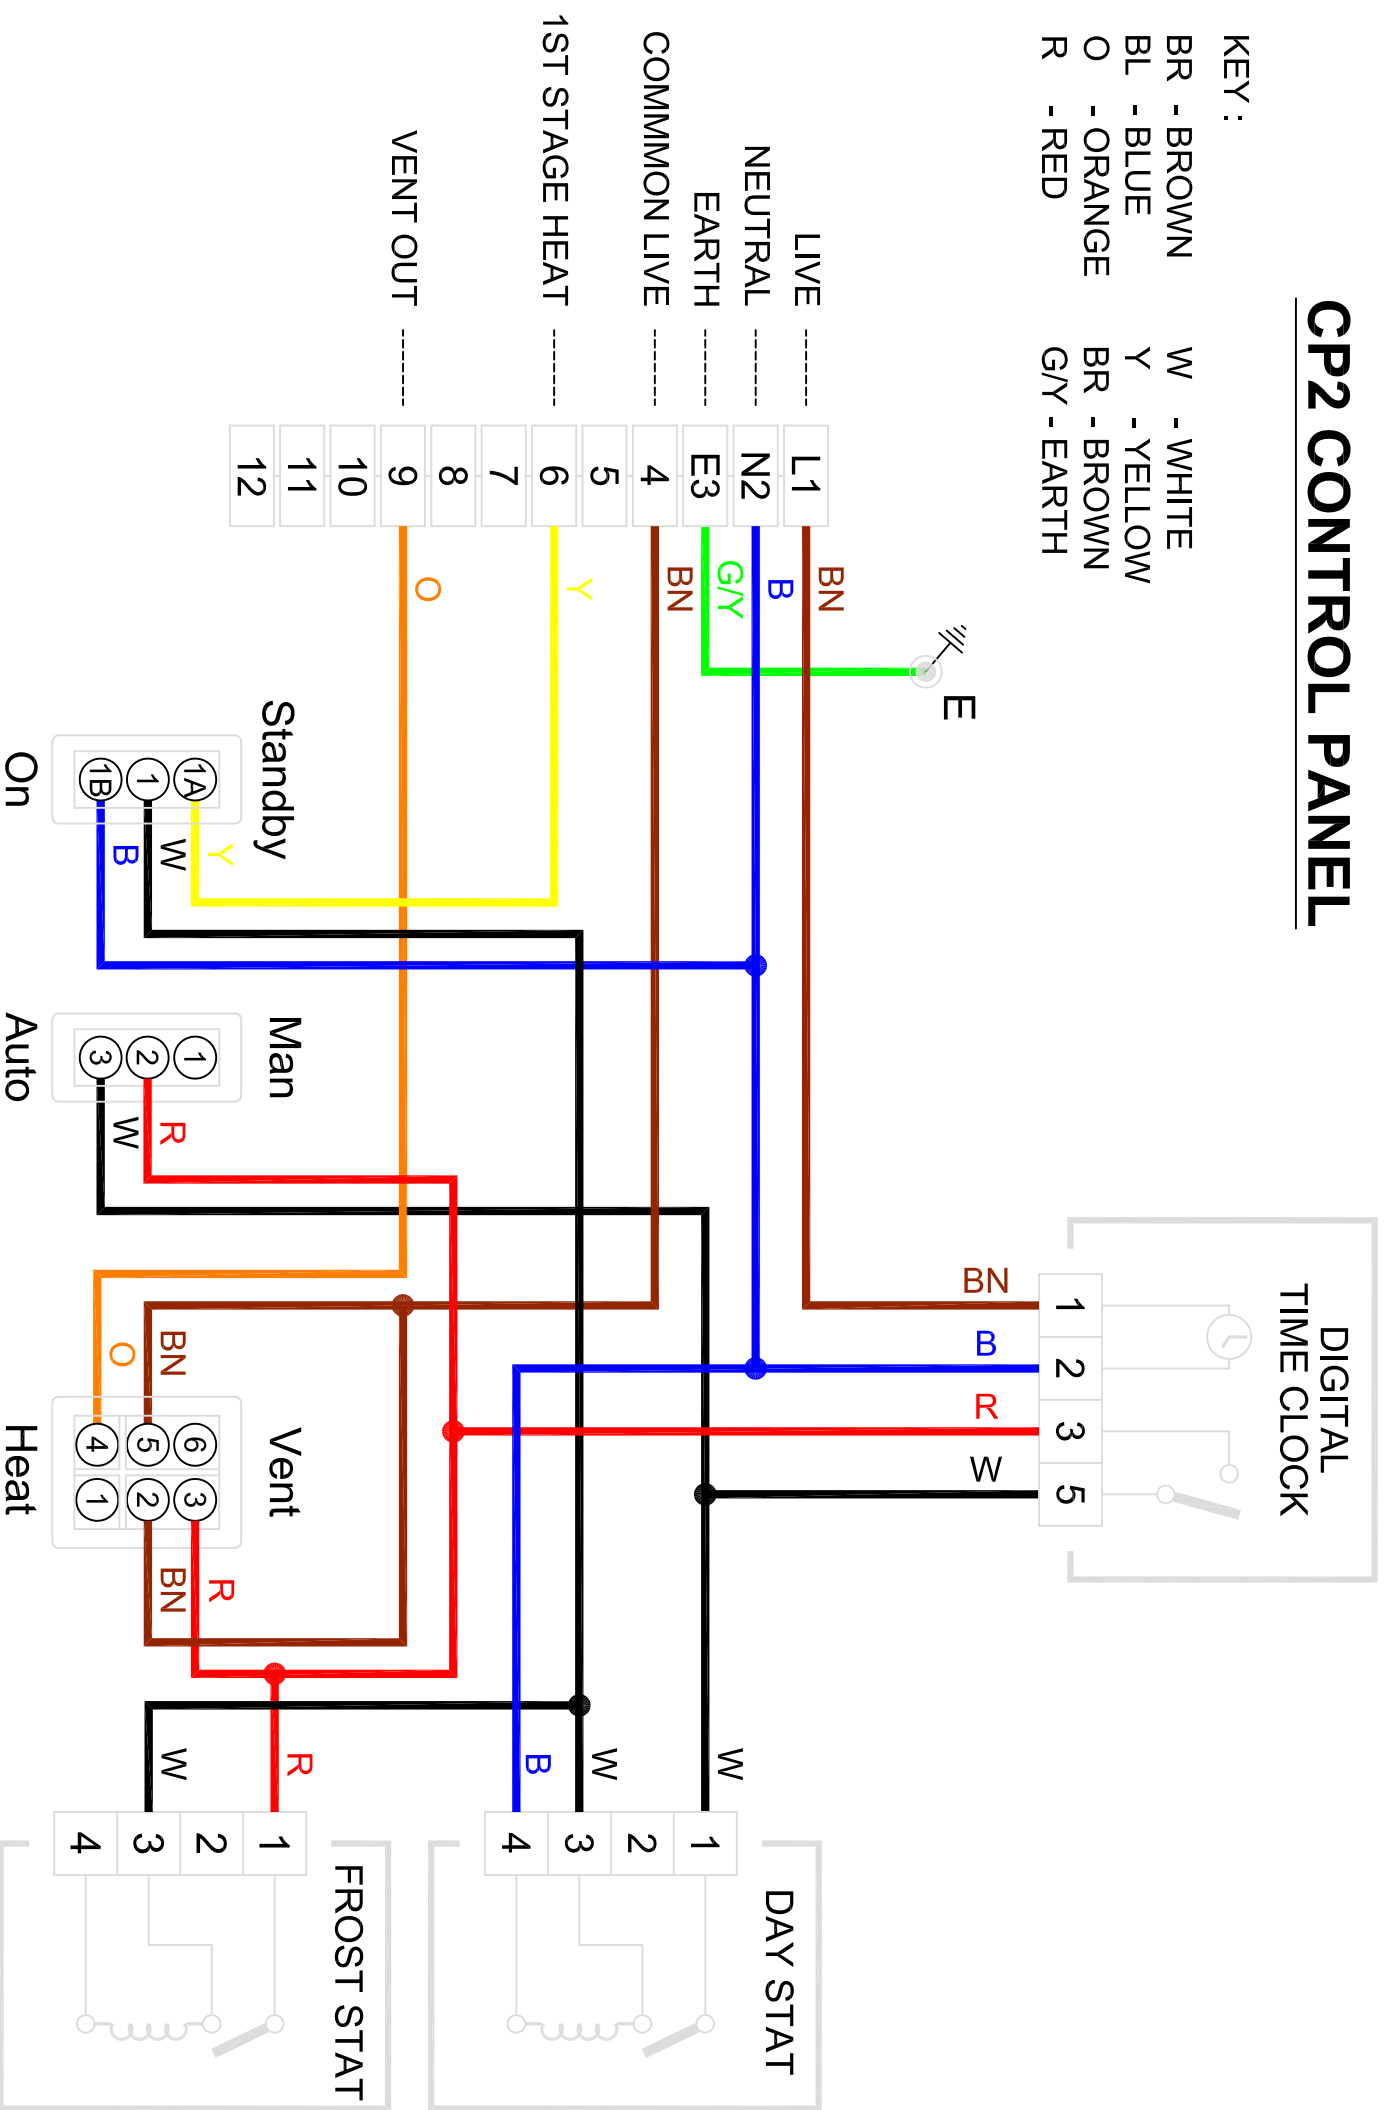 CP2 CONTROL PANEL
KEY :
BR - BROWN
W - WHITE
BL - BLUE
Y - YELLOW
O - ORANGE
BR - BROWN
R - RED
G/Y - EARTH
LIVE
NEUTRAL
EARTH
COMMMON LIVE
1ST STAGE HEAT
VENT OUT
L1
N2
E3
4
5
6
7
8
9
10
11
12
BN
B
G/Y
BN
Y
O
E
DIGITAL
TIME CLOCK
1
2
3
5
BN
B
R
W
Standby
1A
1
1B
On
Y
W
B
Man
1
2
3
Auto
R
W
Vent
6
5
4
3
2
1
Heat
BN
O
R
BN
W
W
B
R
W
DAY STAT
1
2
3
4
FROST STAT
1
2
3
4